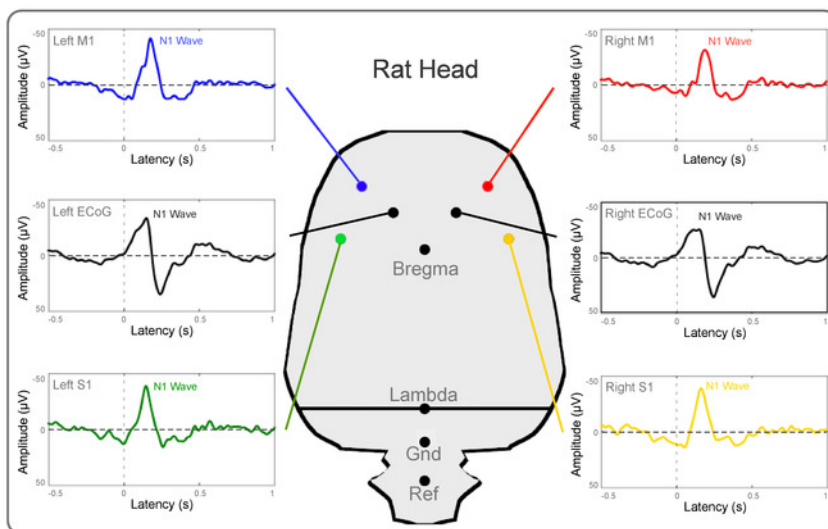 Left M1
N1 Wave
-50
0
50
Amplitude (µV)
-0.5
0
0.5
1
Latency (s)
Rat Head
Right M1
N1 Wave
-50
0
50
Amplitude (µV)
-0.5
0
0.5
1
Latency (s)
Left ECoG
N1 Wave
-50
0
50
Amplitude (µV)
-0.5
0
0.5
1
Latency (s)
Bregma
Right ECoG
N1 Wave
-50
0
50
Amplitude (µV)
-0.5
0
0.5
1
Latency (s)
Left S1
N1 Wave
-50
0
50
Amplitude (µV)
-0.5
0
0.5
1
Latency (s)
Lambda
Gnd
Ref
Right S1
N1 Wave
-50
0
50
Amplitude (µV)
-0.5
0
0.5
1
Latency (s)